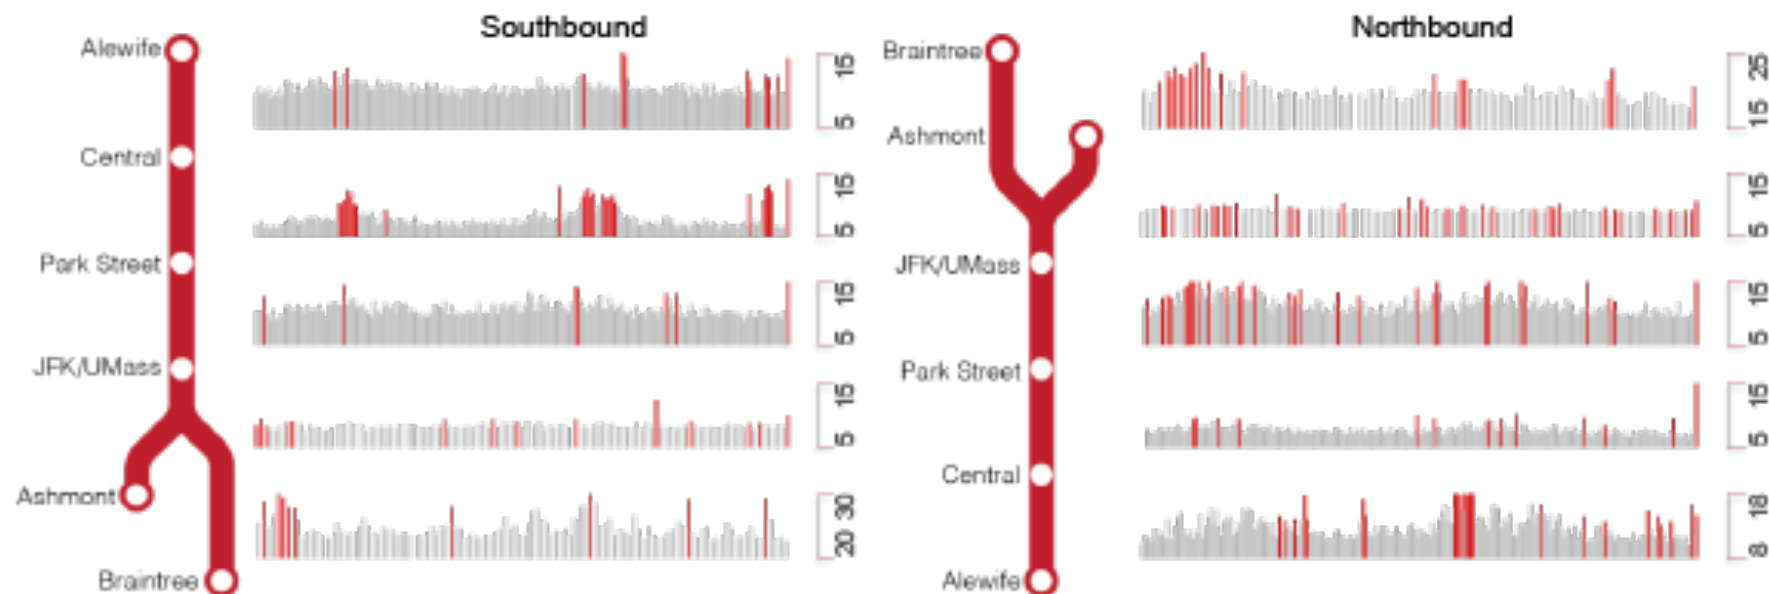 Southbound
Alewife
Central
Park Street
JFK/UMass
Ashmont
Braintree
15
5
15
5
15
5
15
5
30
20
Northbound
Braintree
Ashmont
JFK/UMass
Park Street
Central
Alewife
25
15
15
5
15
5
15
5
18
8